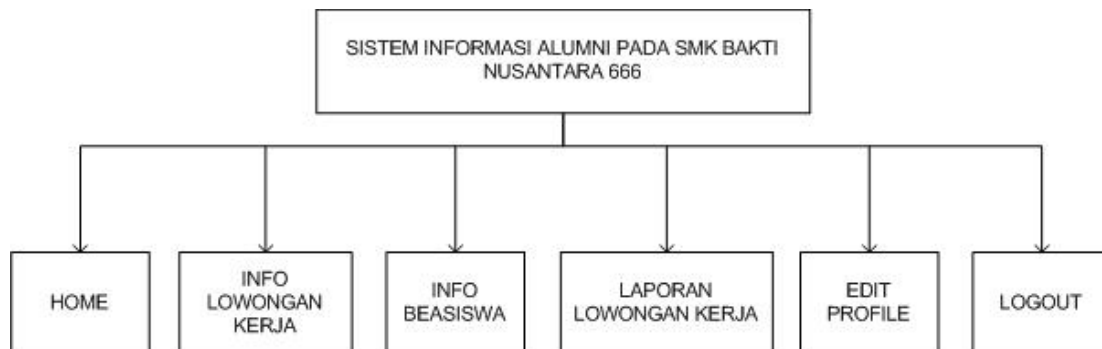 SISTEM INFORMASI ALUMNI PADA SMK BAKTI
NUSANTARA 666
HOME
INFO
LOWONGAN
KERJA
INFO
BEASISWA
LAPORAN
LOWONGAN KERJA
EDIT
PROFILE
LOGOUT